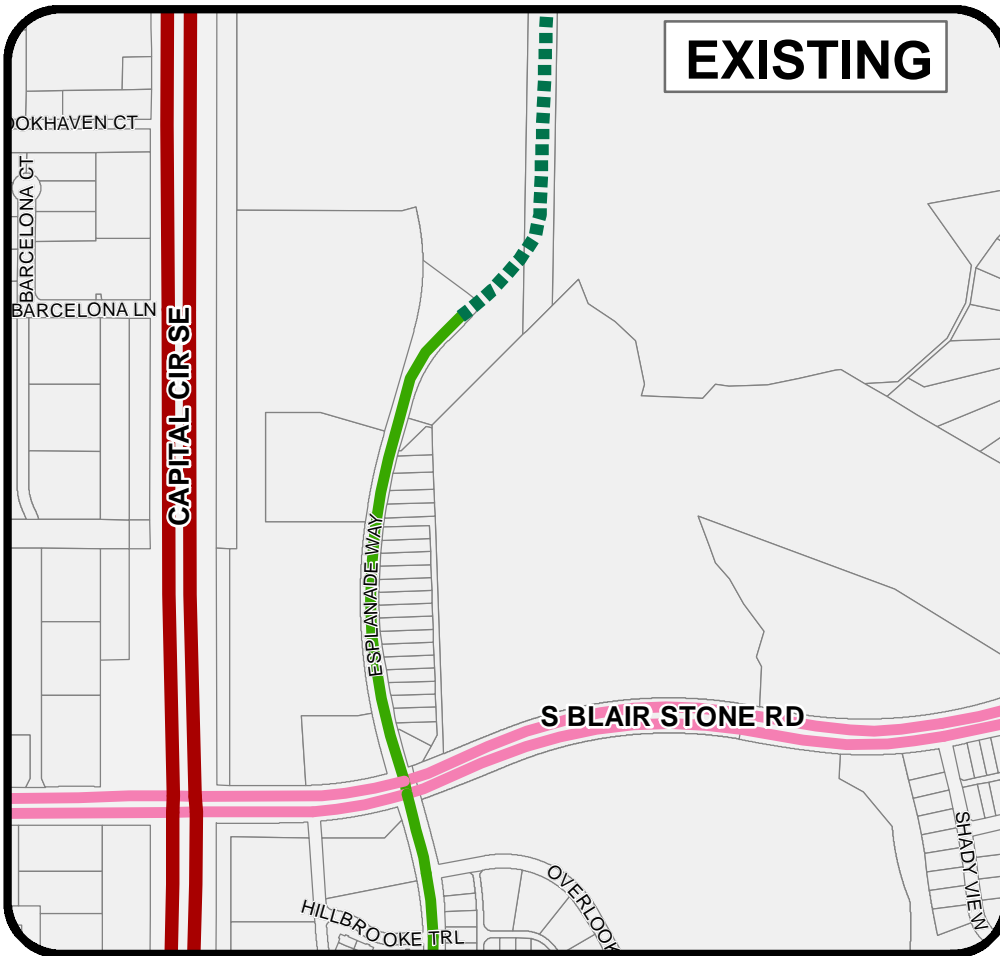 EXISTING
OOKHAVEN CT
BARCELONA CT
BARCELONA LN
CAPITAL CIR SE
ESPLANADE WAY
S BLAIR STONE RD
SHADY VIEW
OVERLOOK
HILLBROOKE TRL